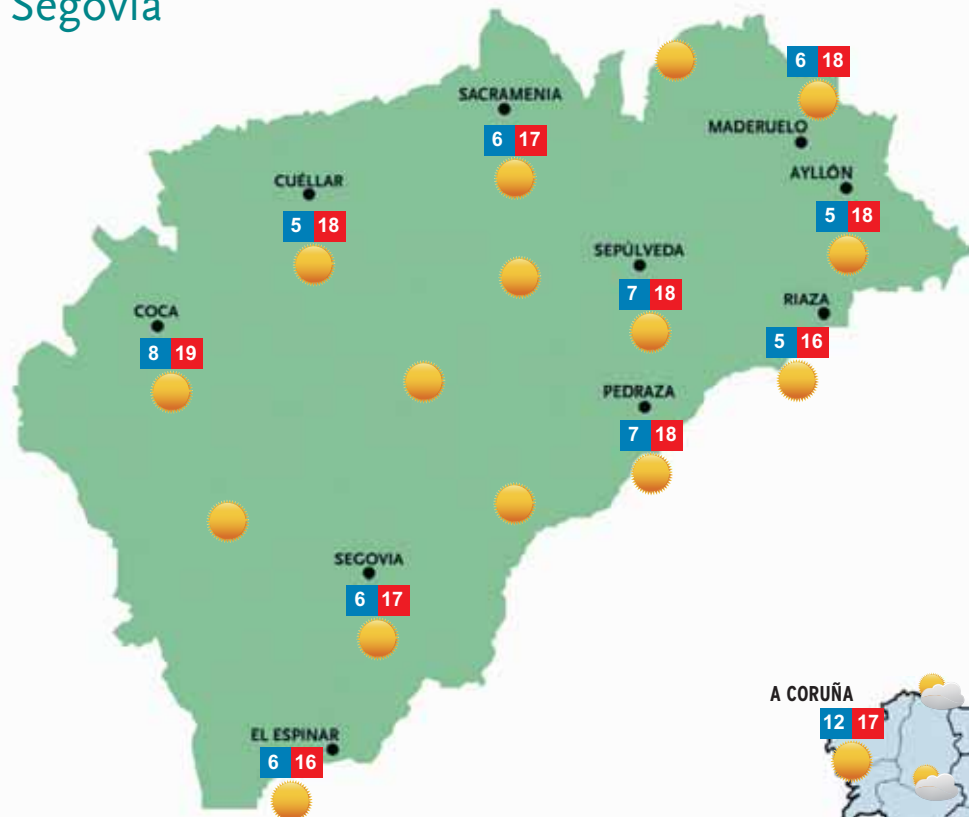 Segovia
6 18
SACRAMENIA
MADERUELO
6 17
AYLLÓN
CUÉLLAR
5 18
5 18
SEPÚLVEDA
7 18
RIAZA
COCA
5 16
8 19
PEDRAZA
7 18
SEGOVIA
6 17
A CORUÑA
12 17
EL ESPINAR
6 16